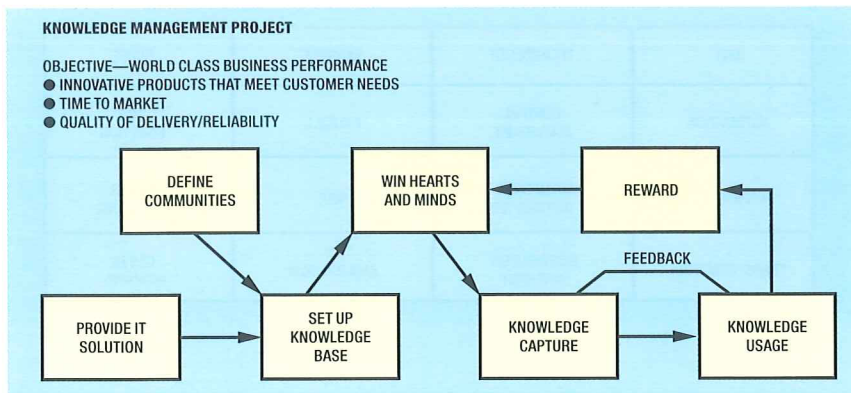 KNOWLEDGE MANAGEMENT PROJECT
OBJECTIVE—WORLD CLASS BUSINESS PERFORMANCE
● INNOVATIVE PRODUCTS THAT MEET CUSTOMER NEEDS
● TIME TO MARKET
● QUALITY OF DELIVERY/RELIABILITY
DEFINE
COMMUNITIES
WIN HEARTS
AND MINDS
REWARD
FEEDBACK
PROVIDE IT
SOLUTION
SET UP
KNOWLEDGE
BASE
KNOWLEDGE
CAPTURE
KNOWLEDGE
USAGE